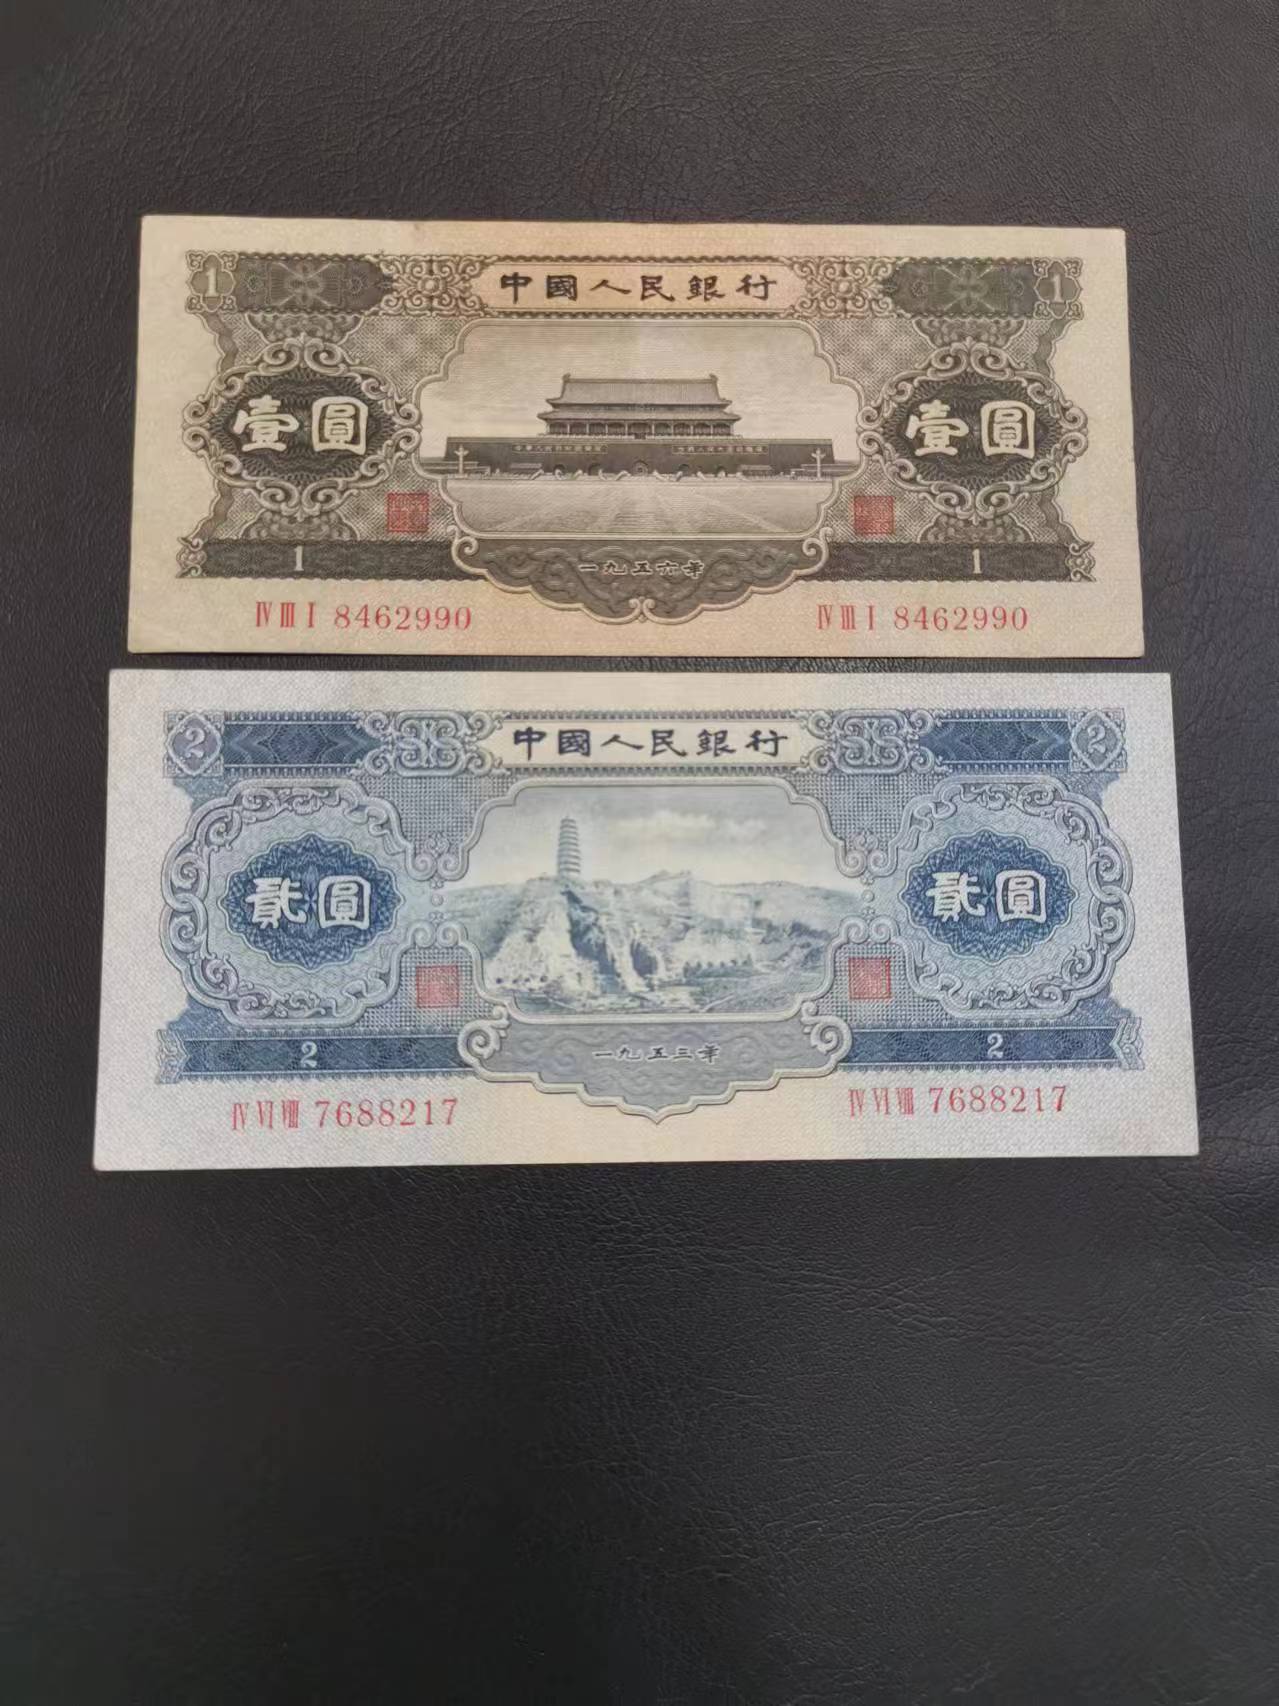 1 中國人民銀行 1
壹圓 壹圓
1 一九五六年 1
ⅣⅢⅠ 8462990 ⅣⅢⅠ 8462990
2 中國人民銀行 2
貳圓 貳圓
2 一九五三年 2
ⅣⅥⅧ 7688217 ⅣⅥⅧ 7688217